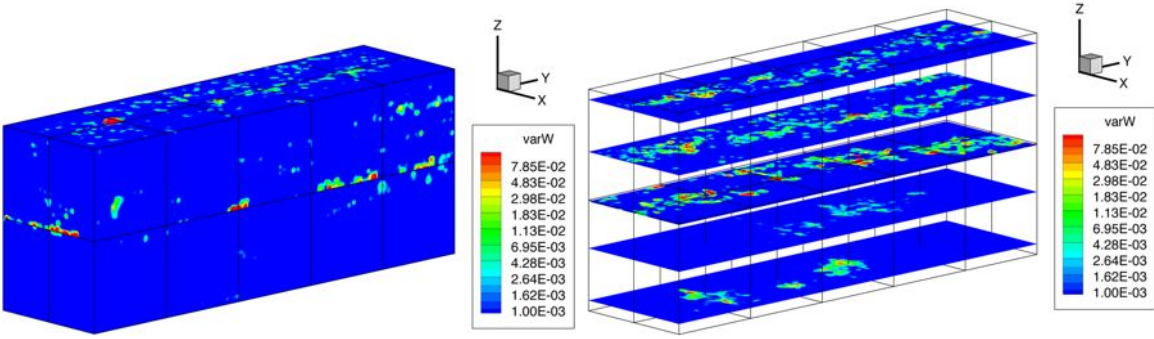 Z
Y
X
varW
7.85E-02
4.83E-02
2.98E-02
1.83E-02
1.13E-02
6.95E-03
4.28E-03
2.64E-03
1.62E-03
1.00E-03
Z
Y
X
varW
7.85E-02
4.83E-02
2.98E-02
1.83E-02
1.13E-02
6.95E-03
4.28E-03
2.64E-03
1.62E-03
1.00E-03